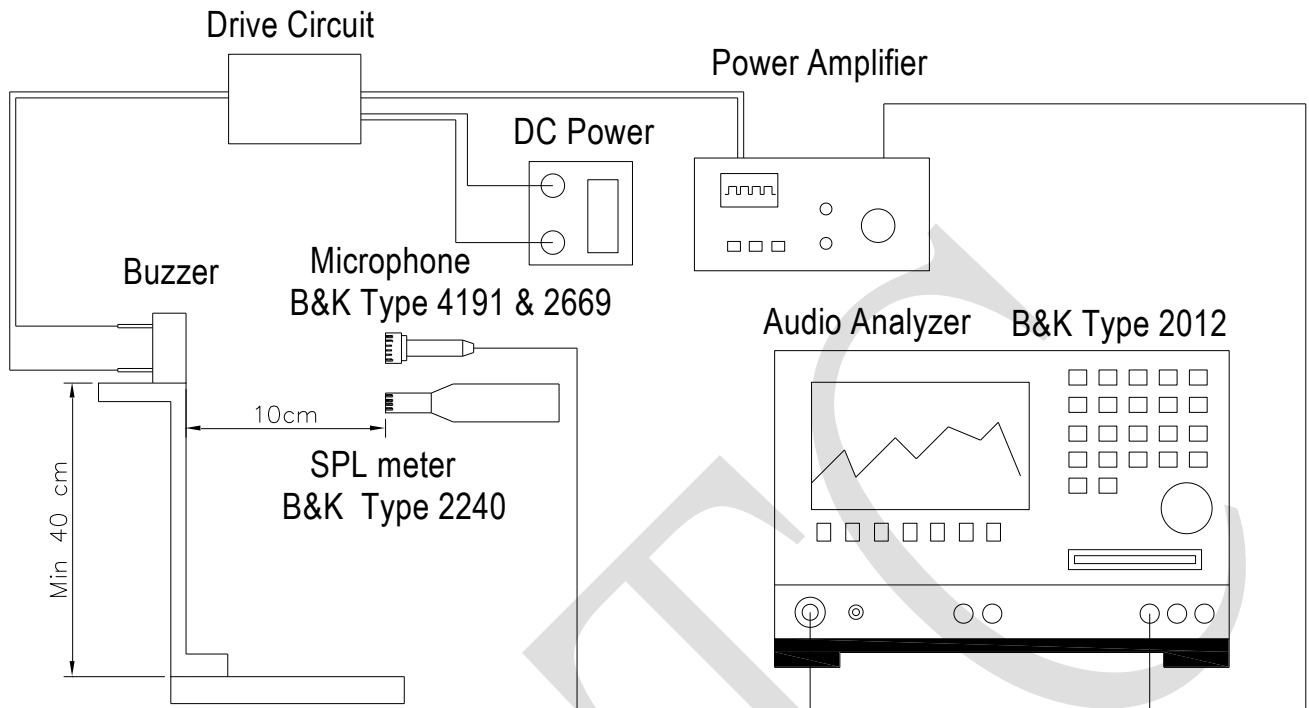 Drive Circuit
Power Amplifier
DC Power
Buzzer
Microphone
B&K Type 4191 & 2669
Audio Analyzer B&K Type 2012
10cm
SPL meter
B&K Type 2240
Min 40 cm
TC